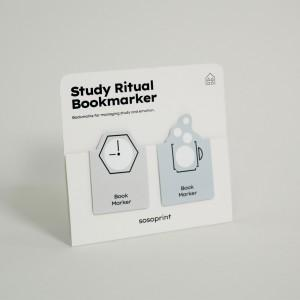 Study Ritual
Bookmarker
Bookmarks for managing study and emotion.
Book
Marker
Book
Marker
sosoprint